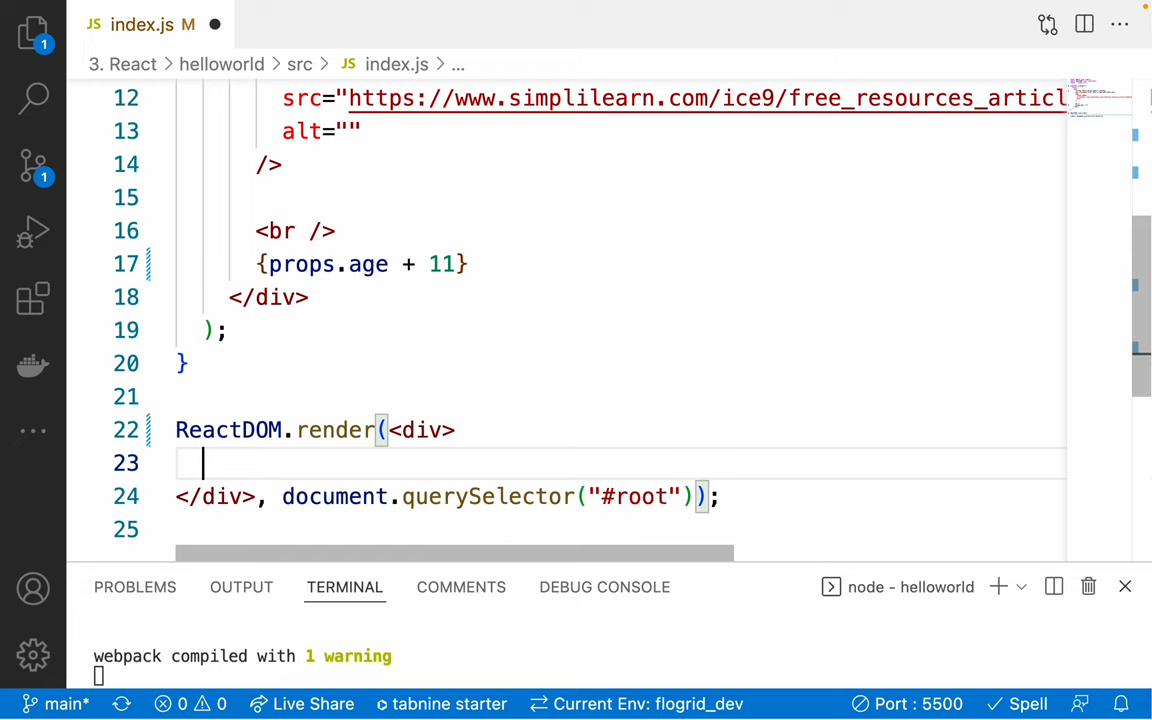 JS index.js M
3. React > helloworld > src > JS index.js > ...
12 src="https://www.simplilearn.com/ice9/free_resources_articl
13 alt=""
14 />
15
16 <br />
17 {props.age + 11}
18 </div>
19 );
20 }
21
22 ReactDOM.render(<div>
23
24 </div>, document.querySelector("#root"));
25
1
1
PROBLEMS OUTPUT TERMINAL COMMENTS DEBUG CONSOLE node - helloworld
webpack compiled with 1 warning
main* 0 0 Live Share tabnine starter Current Env: flogrid_dev Port : 5500 Spell